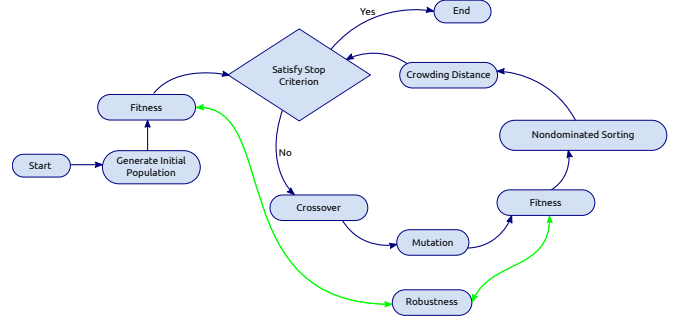 Start
Generate Initial
Population
Fitness
Satisfy Stop
Criterion
Yes
End
No
Crossover
Mutation
Fitness
Nondominated Sorting
Crowding Distance
Robustness